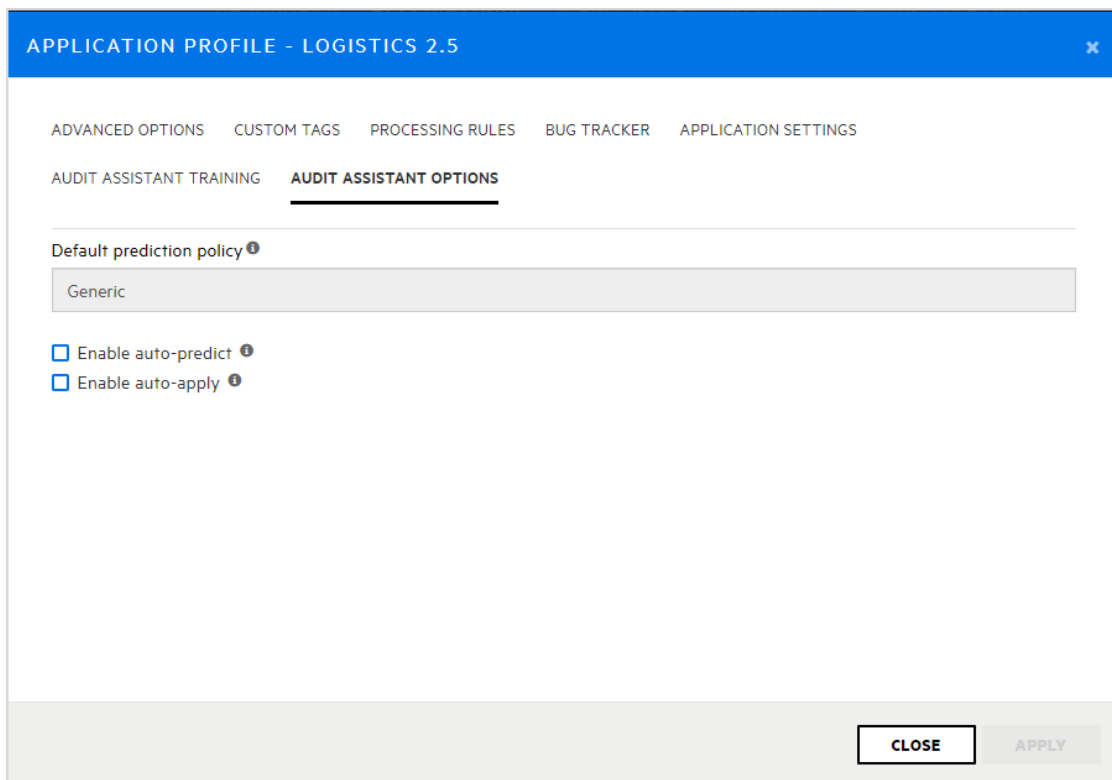 APPLICATION PROFILE - LOGISTICS 2.5
ADVANCED OPTIONS CUSTOM TAGS PROCESSING RULES BUG TRACKER APPLICATION SETTINGS
AUDIT ASSISTANT TRAINING AUDIT ASSISTANT OPTIONS
Default prediction policy
Generic
Enable auto-predict
Enable auto-apply
CLOSE APPLY